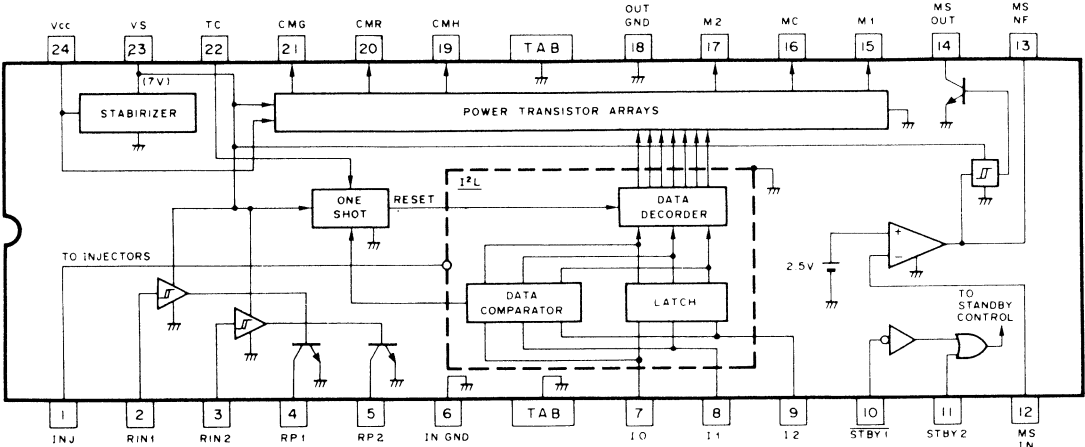 Vcc VS TC CMG CMR CMH OUT GND M2 MC M1 MS OUT MS NF
24 23 22 21 20 19 TAB 18 17 16 15 14 13
(7V)
STABIRIZER
POWER TRANSISTOR ARRAYS
I²L
ONE SHOT
RESET
DATA DECORDER
TO INJECTORS
+
−
2.5V
DATA COMPARATOR
LATCH
TO STANDBY CONTROL
1 2 3 4 5 6 TAB 7 8 9 10 11 12
INJ RIN1 RIN2 RP1 RP2 IN GND I0 I1 I2 STBY1 STBY2 MS IN